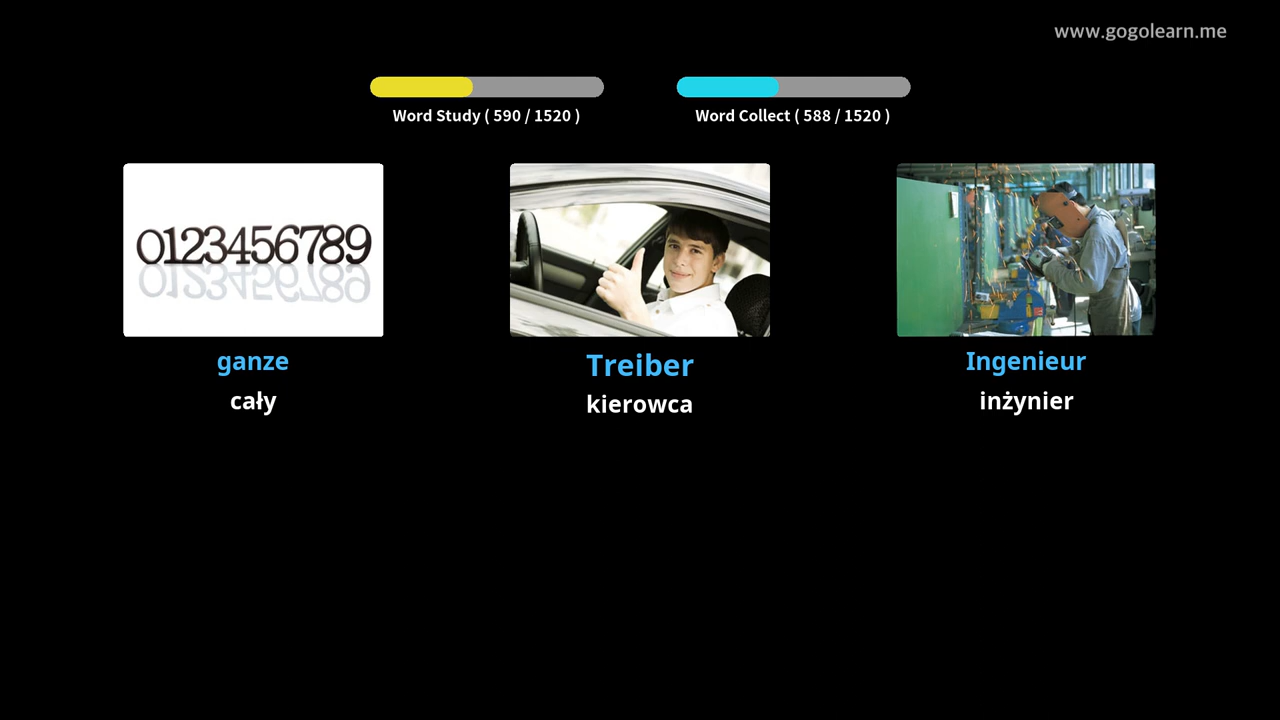 www.gogolearn.me
Word Study ( 590 / 1520 )
Word Collect ( 588 / 1520 )
0123456789
ganze
cały
Treiber
kierowca
Ingenieur
inżynier